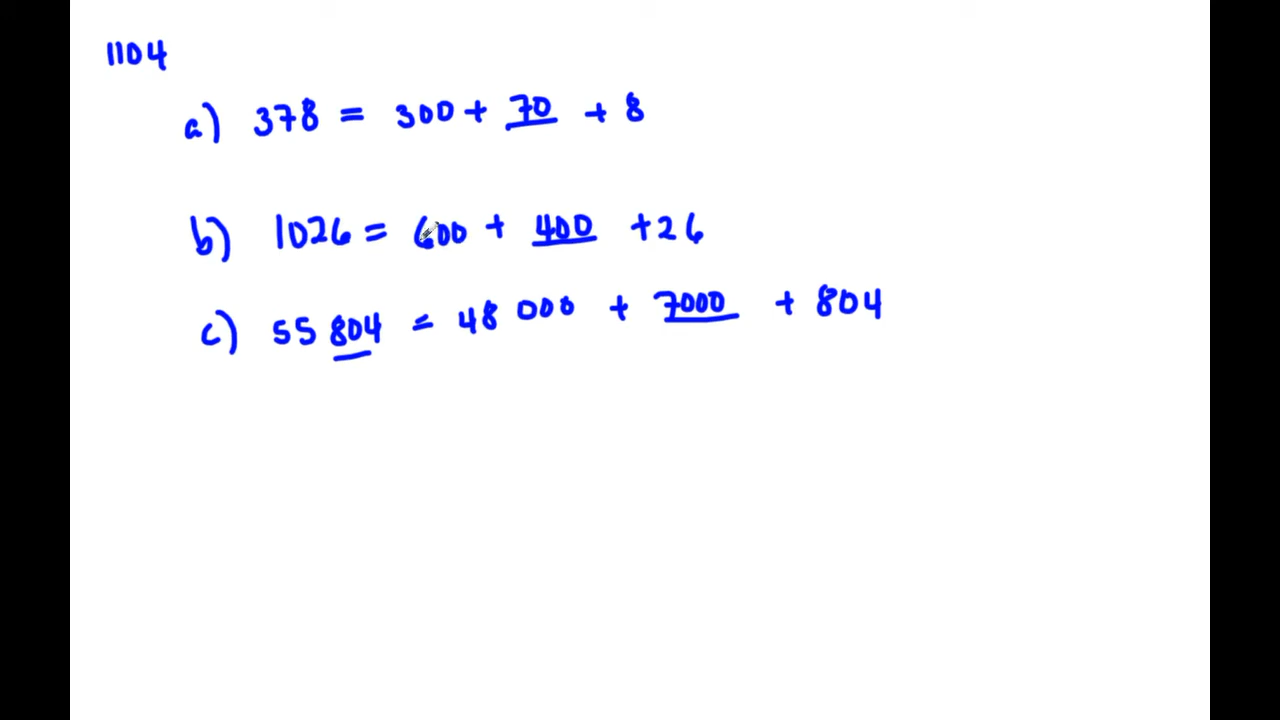 1104
a) 378 = 300 + 70 + 8
b) 1026 = 600 + 400 + 26
c) 55 804 = 48 000 + 7000 + 804